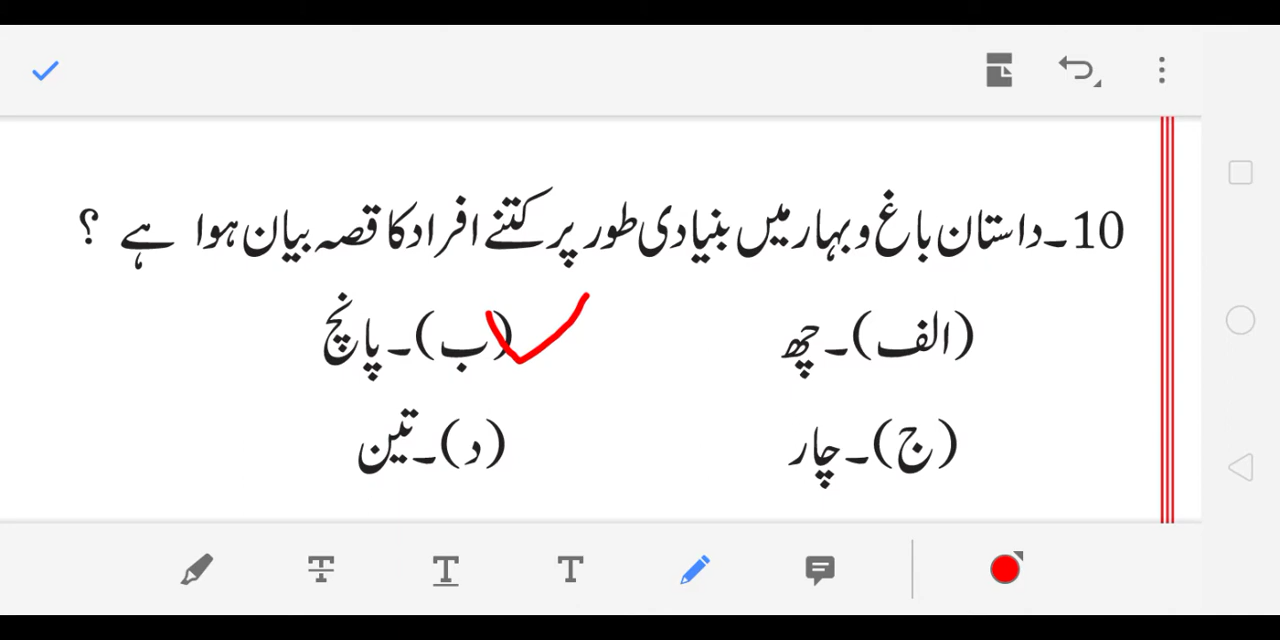 10۔داستان باغ و بہار میں بنیادی طور پر کتنے افراد کا قصہ بیان ہوا ہے ؟
(الف)۔چھ (ب)۔پانچ
(ج)۔چار (د)۔تین